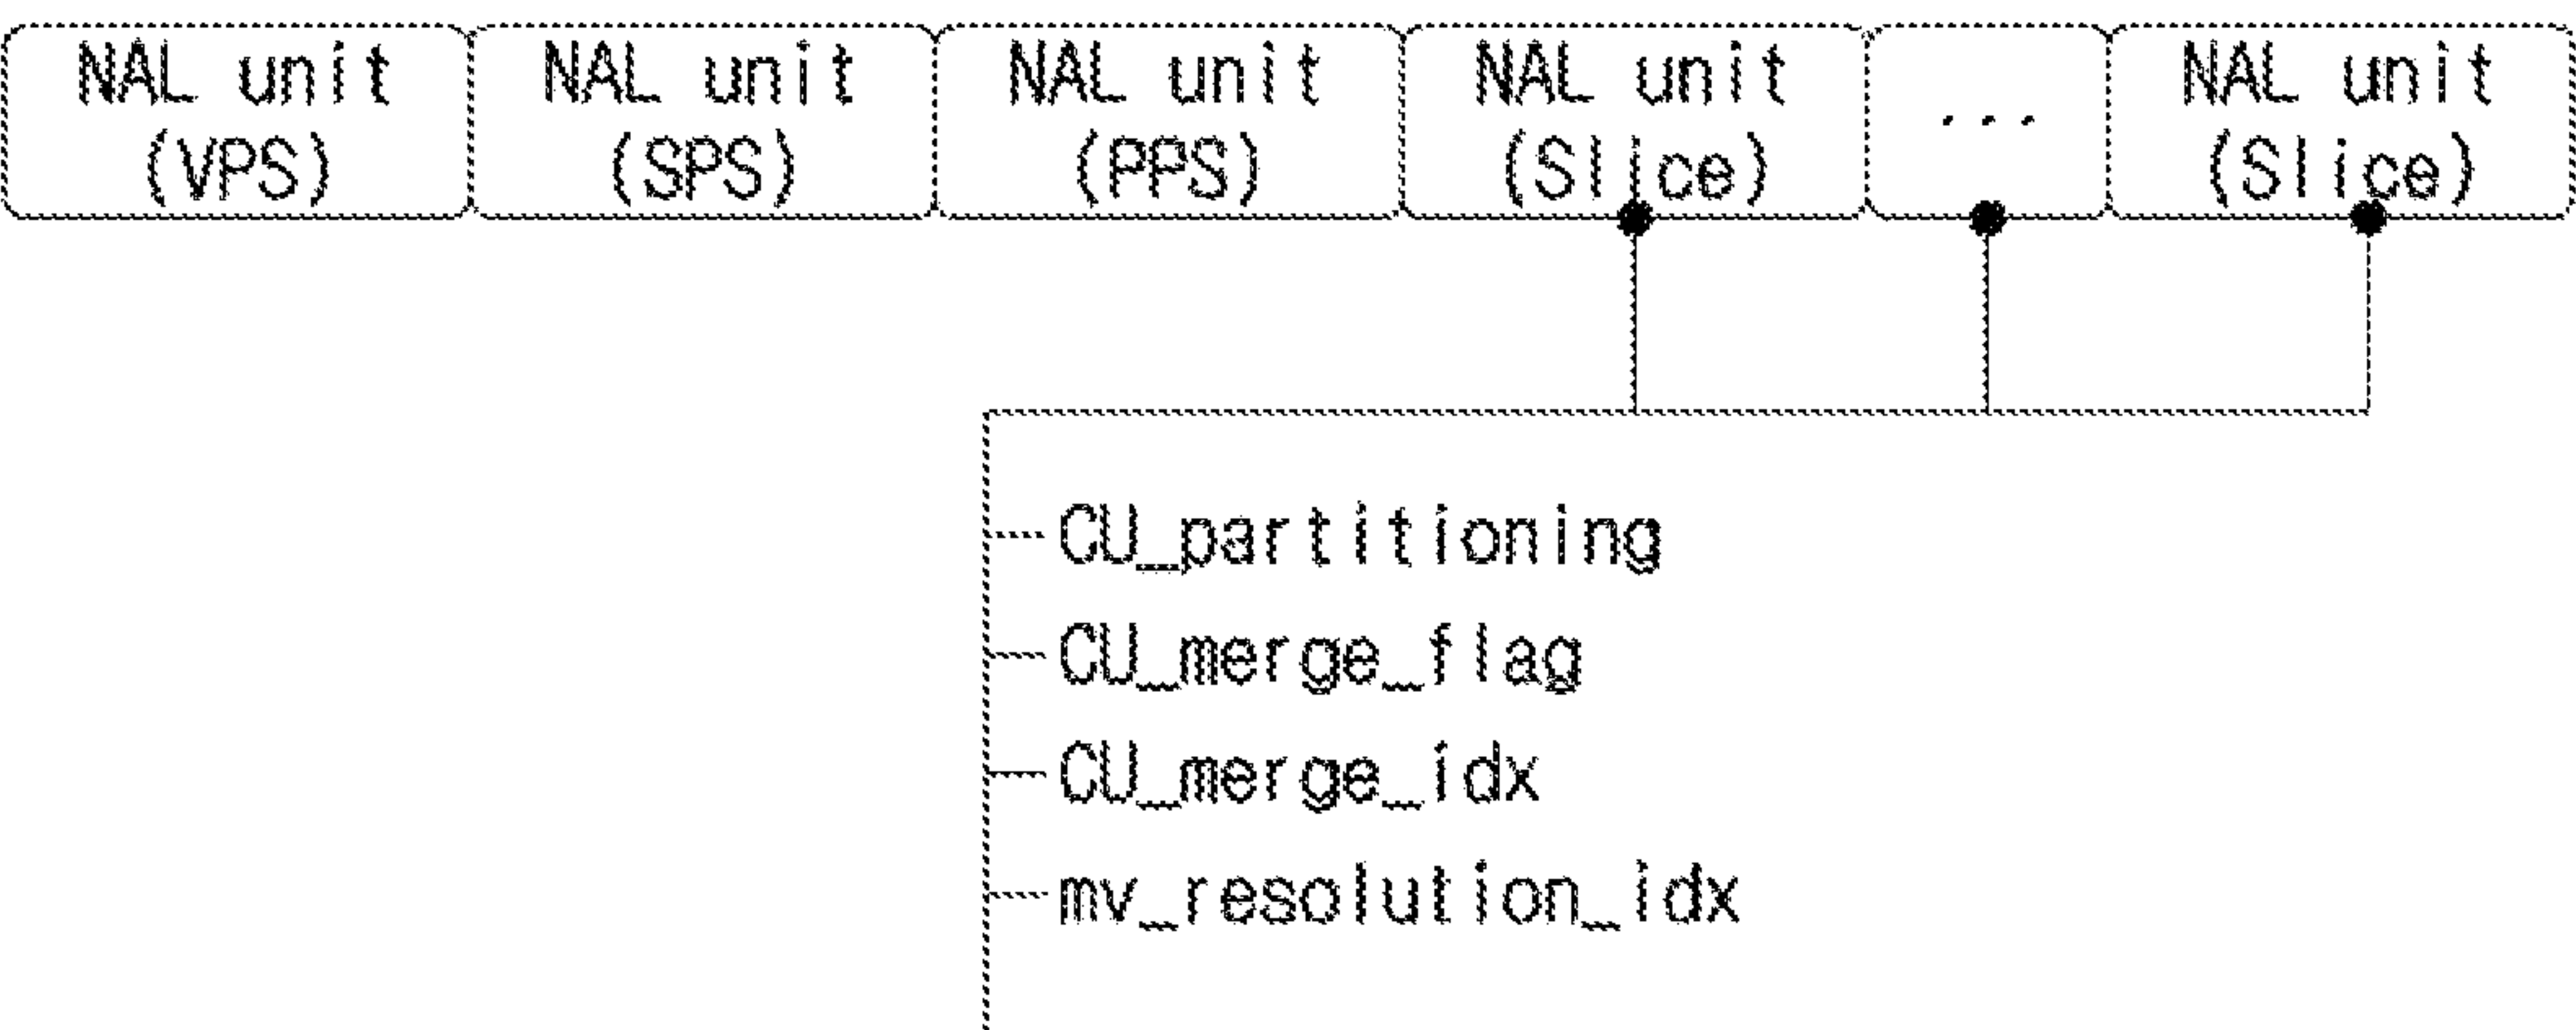 NAL unit (VPS) NAL unit (SPS) NAL unit (PPS) NAL unit (Slice) ... NAL unit (Slice)
CU_partitioning
CU_merge_flag
CU_merge_idx
mv_resolution_idx